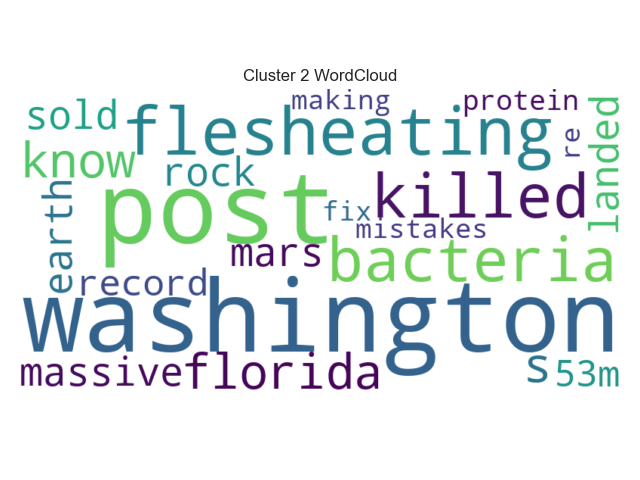 Cluster 2 WordCloud
making
protein
sold
flesheating
re
landed
know
rock
post
killed
fix
mistakes
earth
mars
bacteria
record
washington
massive
florida
s
53m